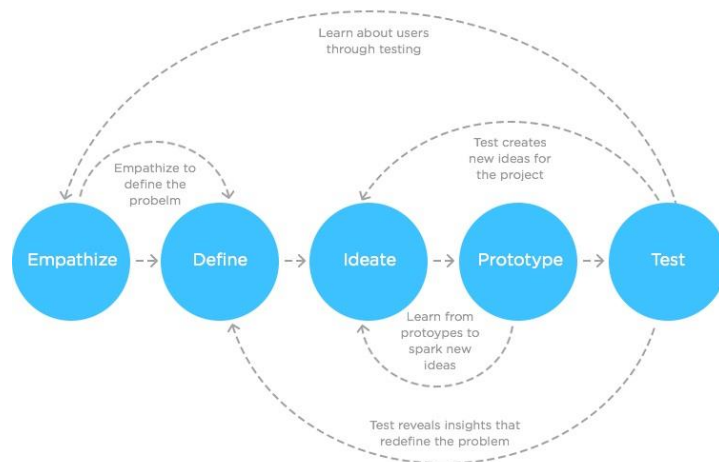 Learn about users
through testing
Test creates
new ideas for
the project
Empathize to
define the
probelm
Empathize
Define
Ideate
Prototype
Test
Learn from
protoypes to
spark new
ideas
Test reveals insights that
redefine the problem